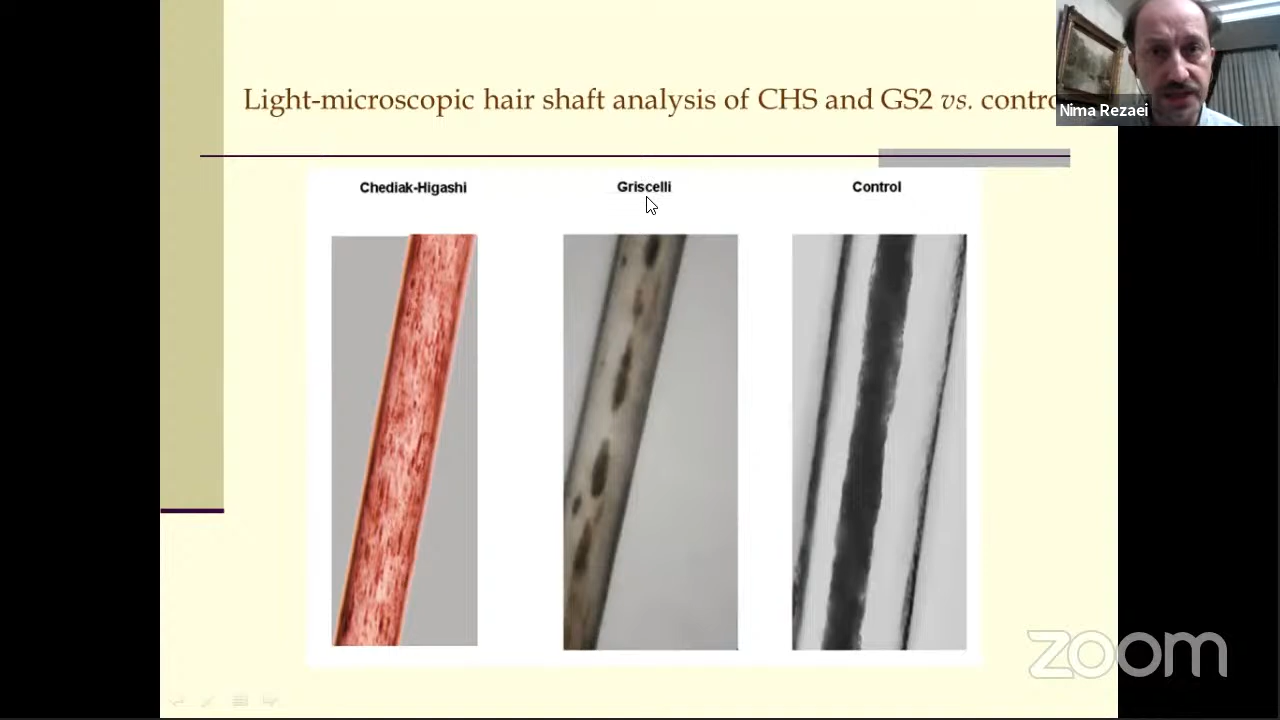 Light-microscopic hair shaft analysis of CHS and GS2 vs. contro
Nima Rezaei
Chediak-Higashi
Griscelli
Control
zoom